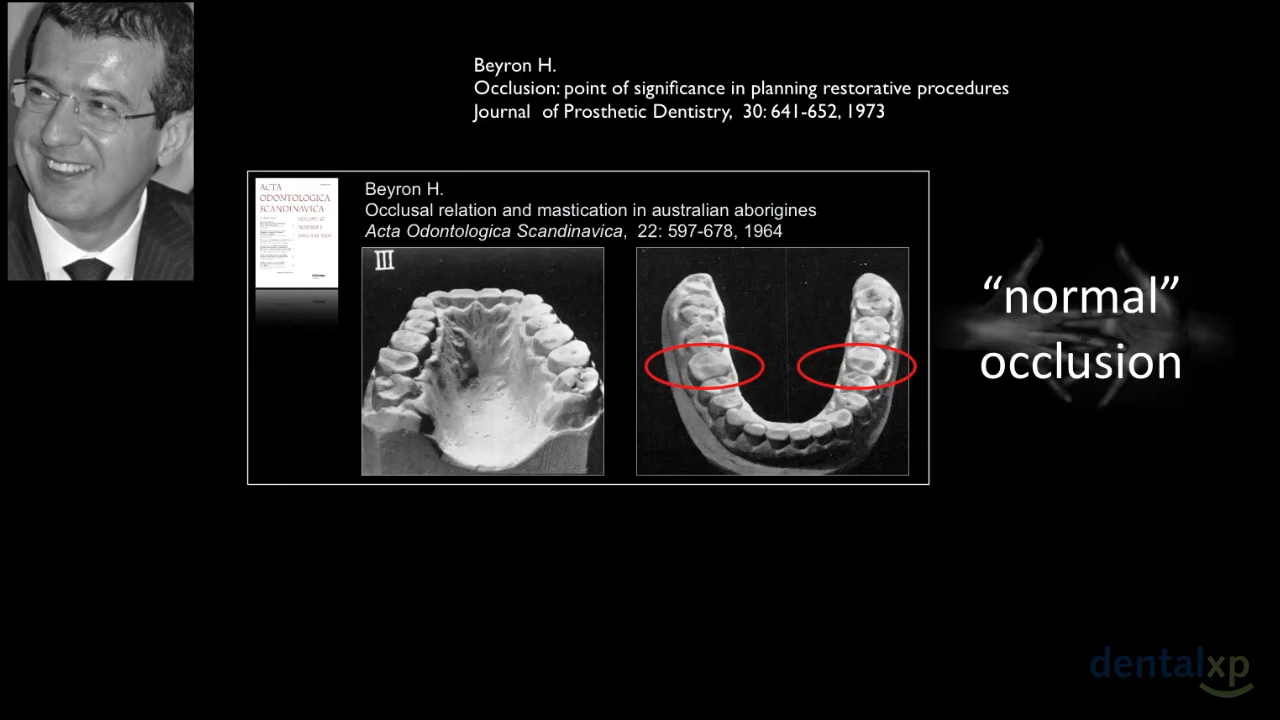 Beyron H.
Occlusion: point of significance in planning restorative procedures
Journal of Prosthetic Dentistry, 30: 641-652, 1973
ACTA
ODONTOLOGICA
SCANDINAVICA
Beyron H.
Occlusal relation and mastication in australian aborigines
Acta Odontologica Scandinavica, 22: 597-678, 1964
III
“normal”
occlusion
dentalxp